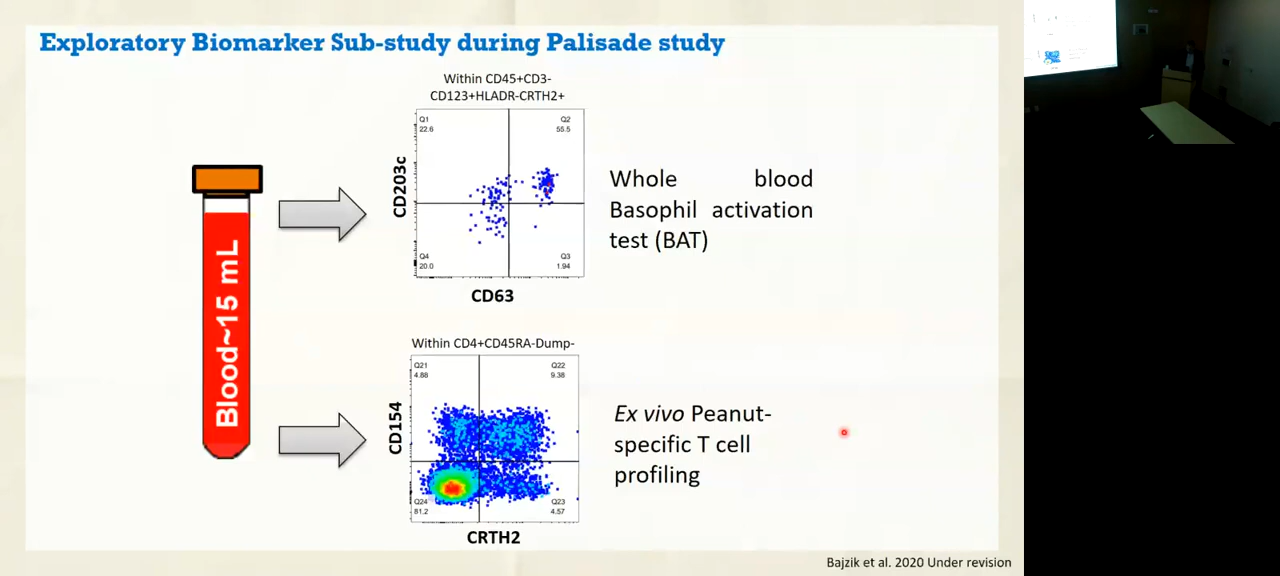 Exploratory Biomarker Sub-study during Palisade study
Within CD45+CD3-
CD123+HLADR-CRTH2+
Q1
22.6
Q2
55.5
CD203c
Q4
20.0
Q3
1.94
CD63
Whole blood
Basophil activation
test (BAT)
Blood~15 mL
Within CD4+CD45RA-Dump-
Q21
4.88
Q22
9.38
CD154
Q24
81.2
Q23
4.57
CRTH2
Ex vivo Peanut-
specific T cell
profiling
Bajzik et al. 2020 Under revision